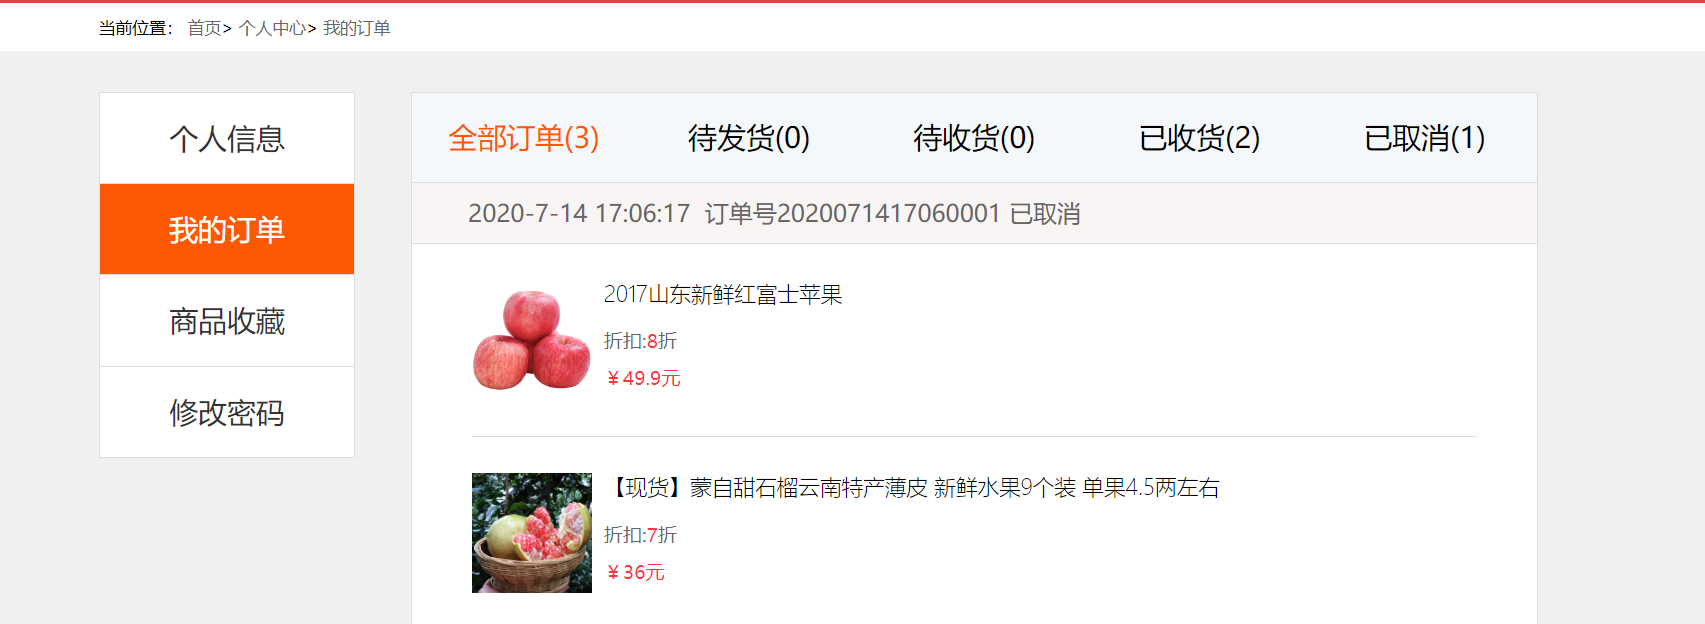 当前位置： 首页> 个人中心> 我的订单
个人信息
我的订单
商品收藏
修改密码
全部订单(3) 待发货(0) 待收货(0) 已收货(2) 已取消(1)
2020-7-14 17:06:17 订单号2020071417060001 已取消
2017山东新鲜红富士苹果
折扣:8折
￥49.9元
【现货】蒙自甜石榴云南特产薄皮 新鲜水果9个装 单果4.5两左右
折扣:7折
￥36元